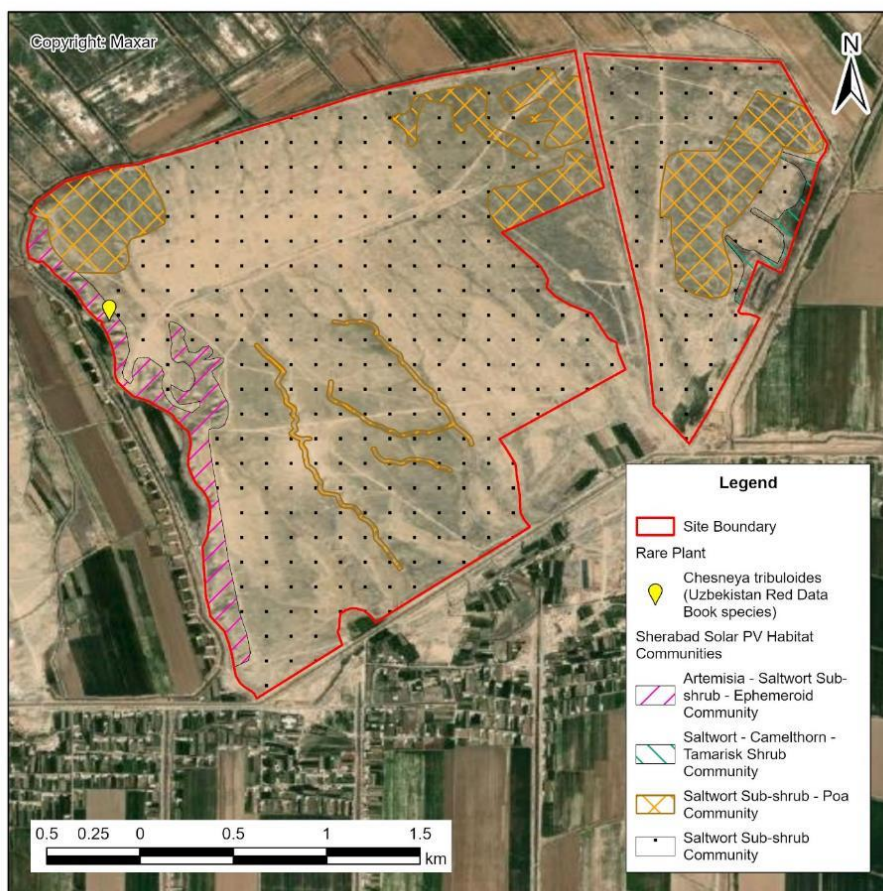 Copyright: Maxar
N
Legend
Site Boundary
Rare Plant
Chesneya tribuloides
(Uzbekistan Red Data
Book species)
Sherabad Solar PV Habitat
Communities
Artemisia - Saltwort Sub-
shrub - Ephemeroid
Community
Saltwort - Camelthorn -
Tamarisk Shrub
Community
Saltwort Sub-shrub - Poa
Community
Saltwort Sub-shrub
Community
0.5 0.25 0 0.5 1 1.5
km